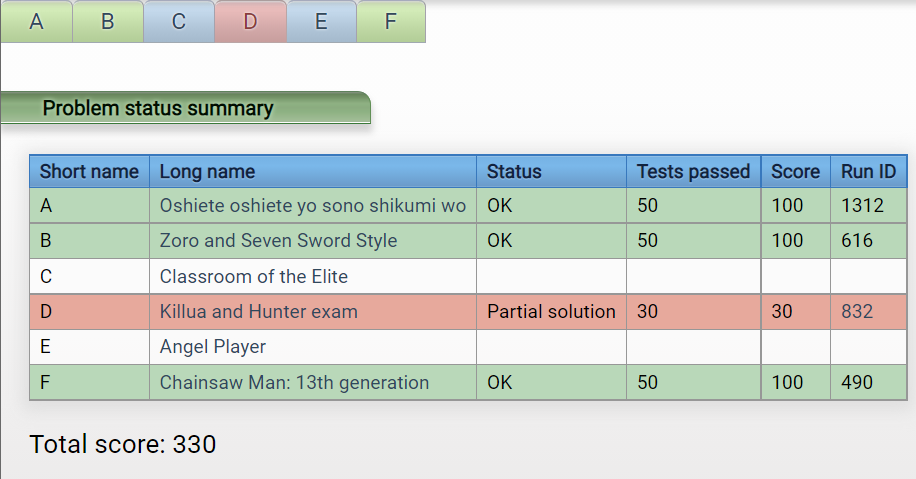 A B C D E F
Problem status summary
Short name Long name Status Tests passed Score Run ID
A Oshiete oshiete yo sono shikumi wo OK 50 100 1312
B Zoro and Seven Sword Style OK 50 100 616
C Classroom of the Elite
D Killua and Hunter exam Partial solution 30 30 832
E Angel Player
F Chainsaw Man: 13th generation OK 50 100 490
Total score: 330